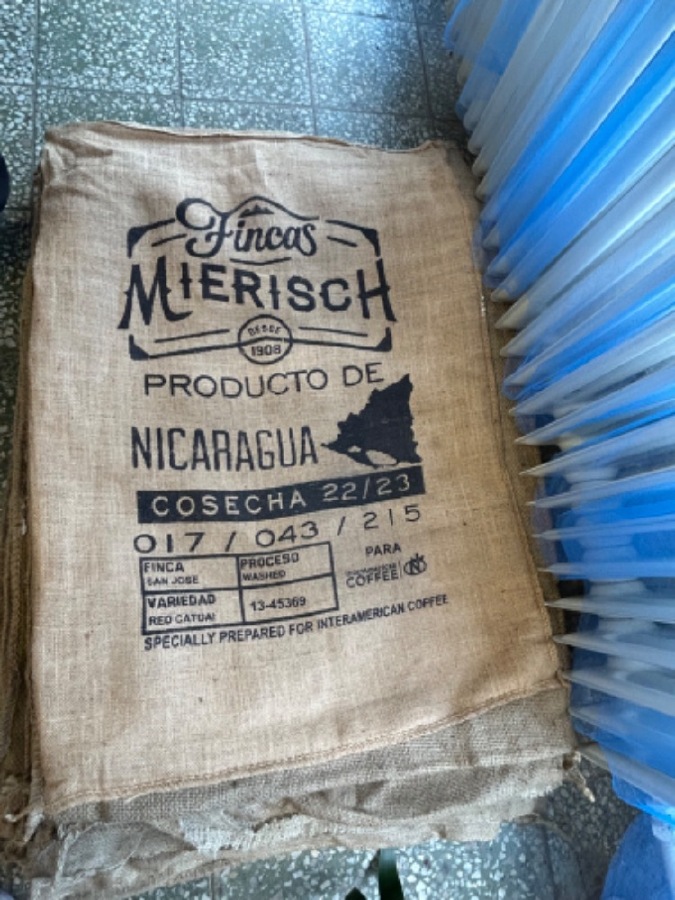 Fincas
MIERISCH
DESDE
1908
PRODUCTO DE
NICARAGUA
COSECHA 22/23
017 / 043 / 215
FINCA
SAN JOSE
PROCESO
WASHED
VARIEDAD
RED CATUAI
13-45369
PARA
COFFEE
SPECIALLY PREPARED FOR INTERAMERICAN COFFEE